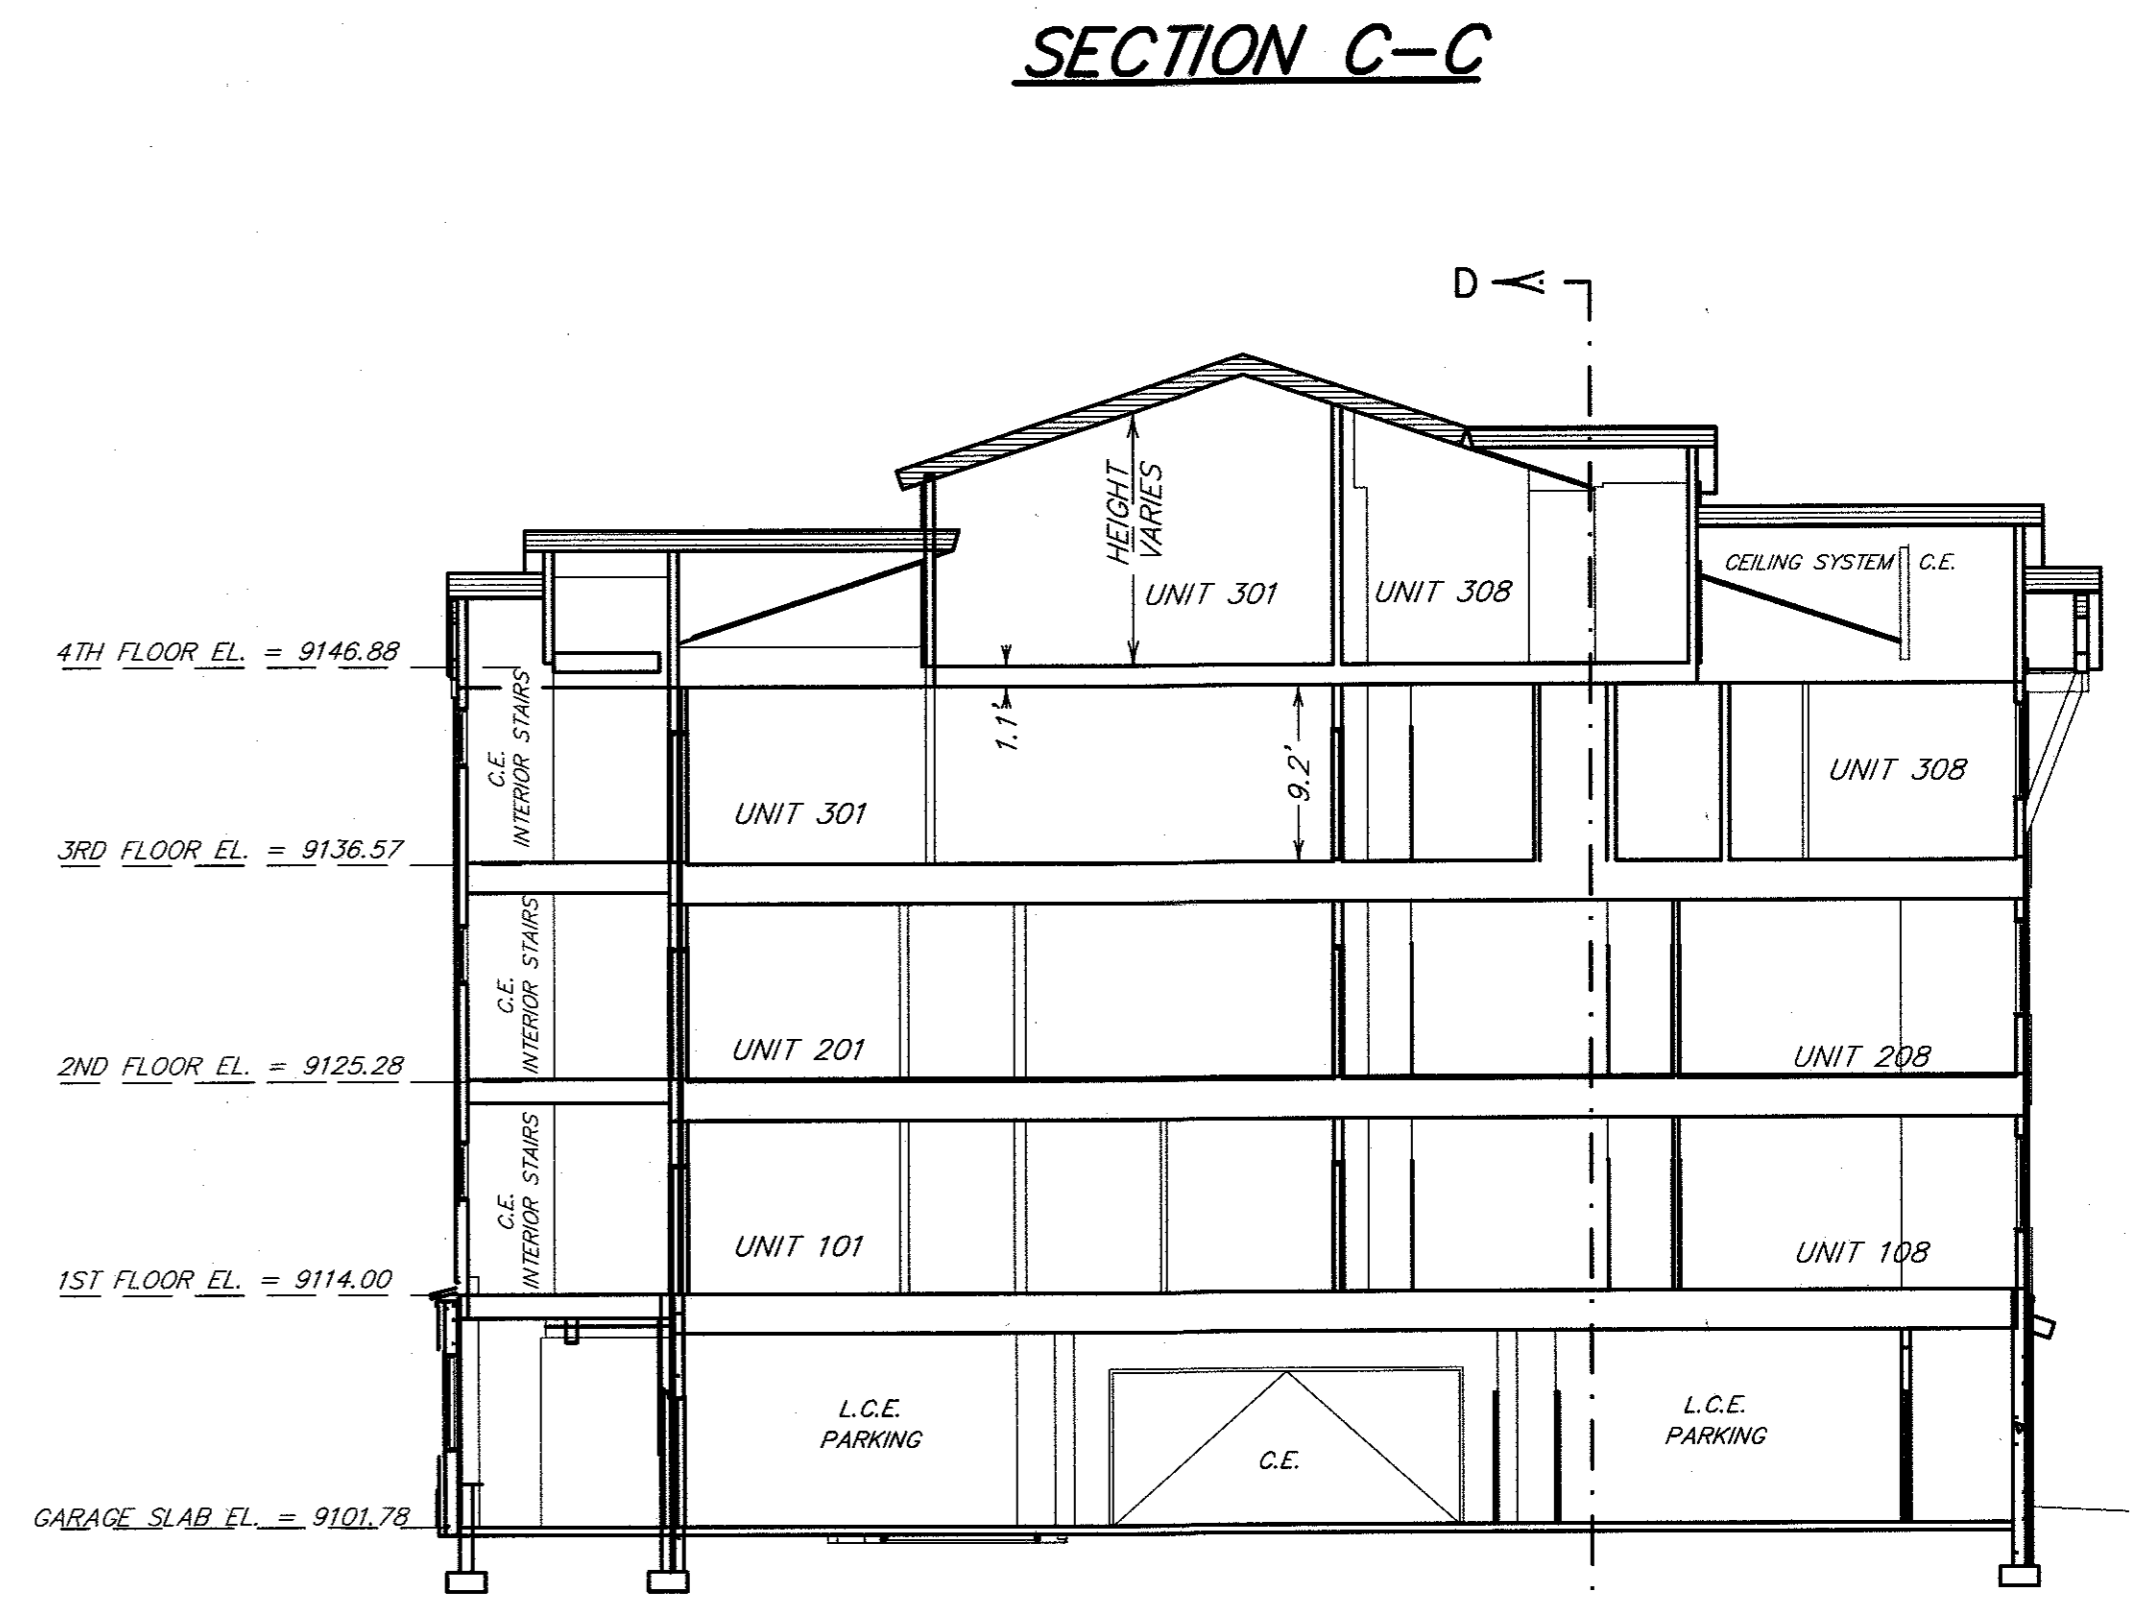 SECTION C-C
D
HEIGHT
VARIES
UNIT 301
UNIT 308
CEILING SYSTEM C.E.
4TH FLOOR EL. = 9146.88
C.E.
INTERIOR STAIRS
1.1'
9.2'
UNIT 301
UNIT 308
3RD FLOOR EL. = 9136.57
C.E.
INTERIOR STAIRS
UNIT 201
UNIT 208
2ND FLOOR EL. = 9125.28
C.E.
INTERIOR STAIRS
UNIT 101
UNIT 108
1ST FLOOR EL. = 9114.00
L.C.E.
PARKING
C.E.
L.C.E.
PARKING
GARAGE SLAB EL. = 9101.78